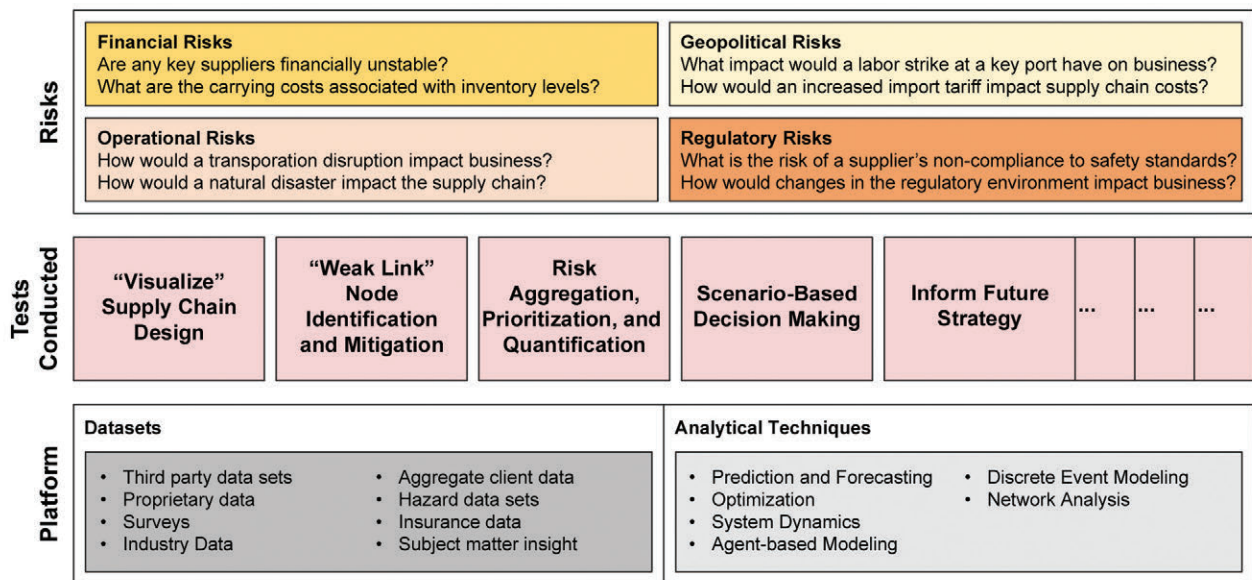 Risks
Financial Risks
Are any key suppliers financially unstable?
What are the carrying costs associated with inventory levels?
Geopolitical Risks
What impact would a labor strike at a key port have on business?
How would an increased import tariff impact supply chain costs?
Operational Risks
How would a transporation disruption impact business?
How would a natural disaster impact the supply chain?
Regulatory Risks
What is the risk of a supplier's non-compliance to safety standards?
How would changes in the regulatory environment impact business?
Tests
Conducted
“Visualize”
Supply Chain
Design
“Weak Link”
Node
Identification
and Mitigation
Risk
Aggregation,
Prioritization, and
Quantification
Scenario-Based
Decision Making
Inform Future
Strategy
...
...
...
Platform
Datasets
• Third party data sets
• Proprietary data
• Surveys
• Industry Data
• Aggregate client data
• Hazard data sets
• Insurance data
• Subject matter insight
Analytical Techniques
• Prediction and Forecasting
• Optimization
• System Dynamics
• Agent-based Modeling
• Discrete Event Modeling
• Network Analysis